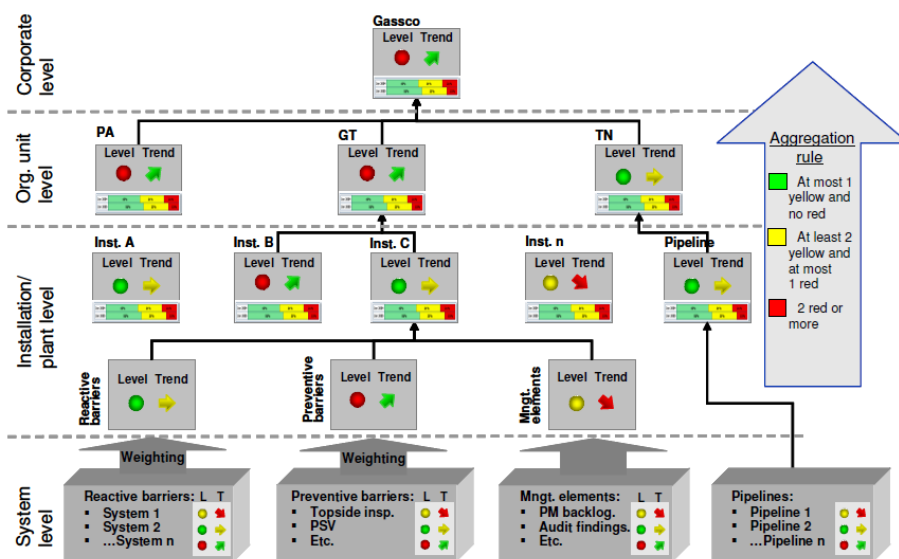 Gassco
Level Trend
Corporate
level
PA
Level Trend
GT
Level Trend
TN
Level Trend
Org. unit
level
Aggregation
rule
At most 1
yellow and
no red
At least 2
yellow and
at most
1 red
2 red or
more
Inst. A
Level Trend
Inst. B
Level Trend
Inst. C
Level Trend
Inst. n
Level Trend
Pipeline
Level Trend
Installation/
plant level
Reactive
barriers
Level Trend
Preventive
barriers
Level Trend
Mngt.
elements
Level Trend
Weighting
Weighting
System
level
Reactive barriers: L T
▪ System 1
▪ System 2
▪ ...System n
Preventive barriers: L T
▪ Topside insp.
▪ PSV
▪ Etc.
Mngt. elements: L T
▪ PM backlog.
▪ Audit findings.
▪ Etc.
Pipelines: L T
▪ Pipeline 1
▪ Pipeline 2
▪ ...Pipeline n